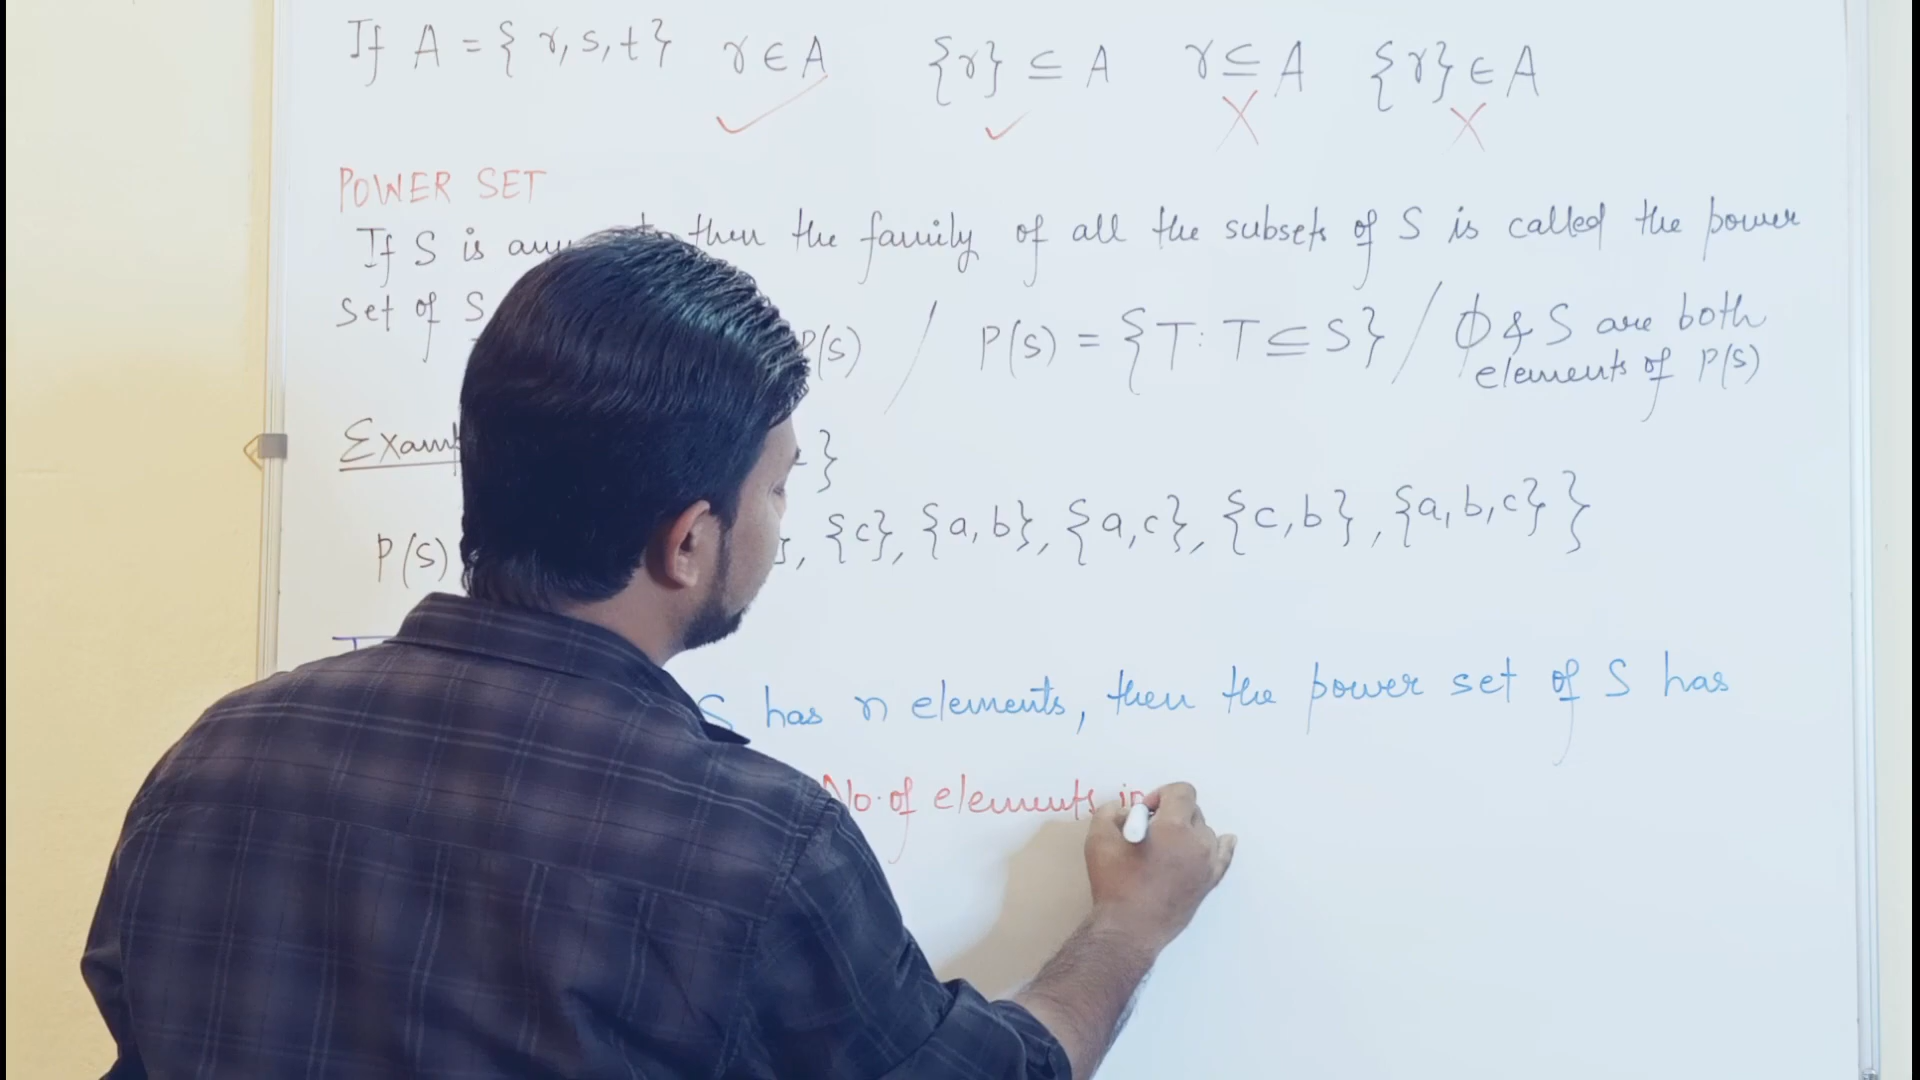 If A = { r, s, t } r ∈ A {r} ⊆ A r ⊆ A {r} ∈ A
POWER SET
If S is any then the family of all the subsets of S is called the power
set of S P(S) / P(S) = { T : T ⊆ S } / Φ & S are both
elements of P(S)
}
P(S) , {c}, {a, b}, {a, c}, {c, b}, {a, b, c} }
S has n elements, then the power set of S has
No. of elements in